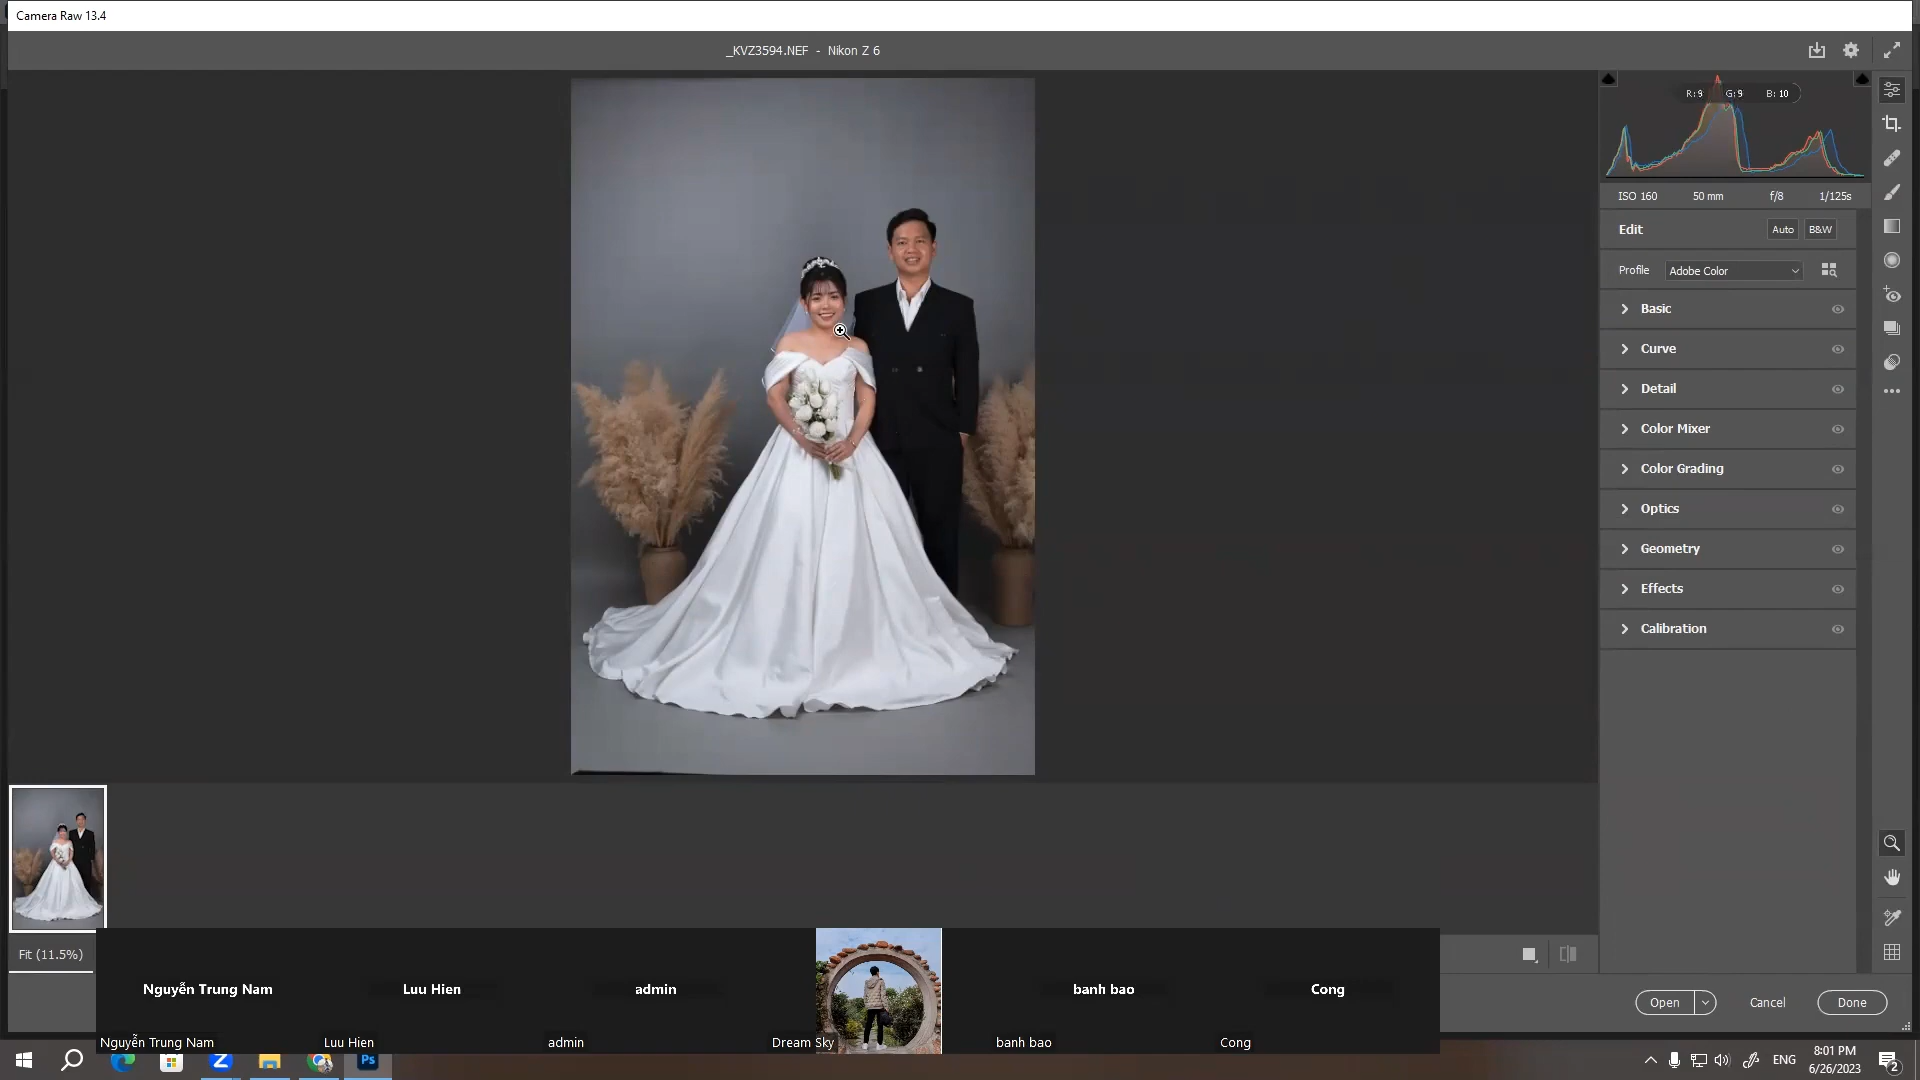 Camera Raw 13.4
_KVZ3594.NEF - Nikon Z 6
R: 9 G: 9 B: 10
ISO 160 50 mm f/8 1/125s
Edit Auto B&W
Profile Adobe Color
Basic
Curve
Detail
Color Mixer
Color Grading
Optics
Geometry
Effects
Calibration
Fit (11.5%)
Nguyễn Trung Nam Luu Hien admin banh bao Cong
Open Cancel Done
Nguyễn Trung Nam Luu Hien admin Dream Sky banh bao Cong
Z Ps ENG 8:01 PM
6/26/2023 2